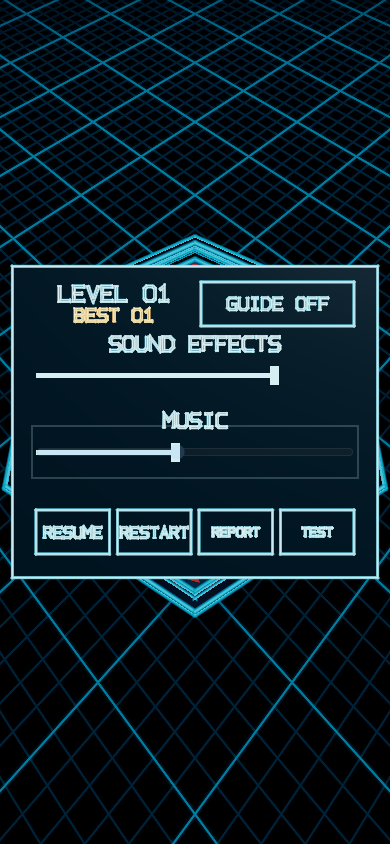 LEVEL 01
BEST 01
GUIDE OFF
SOUND EFFECTS
MUSIC
RESUME
RESTART
REPORT
TEST